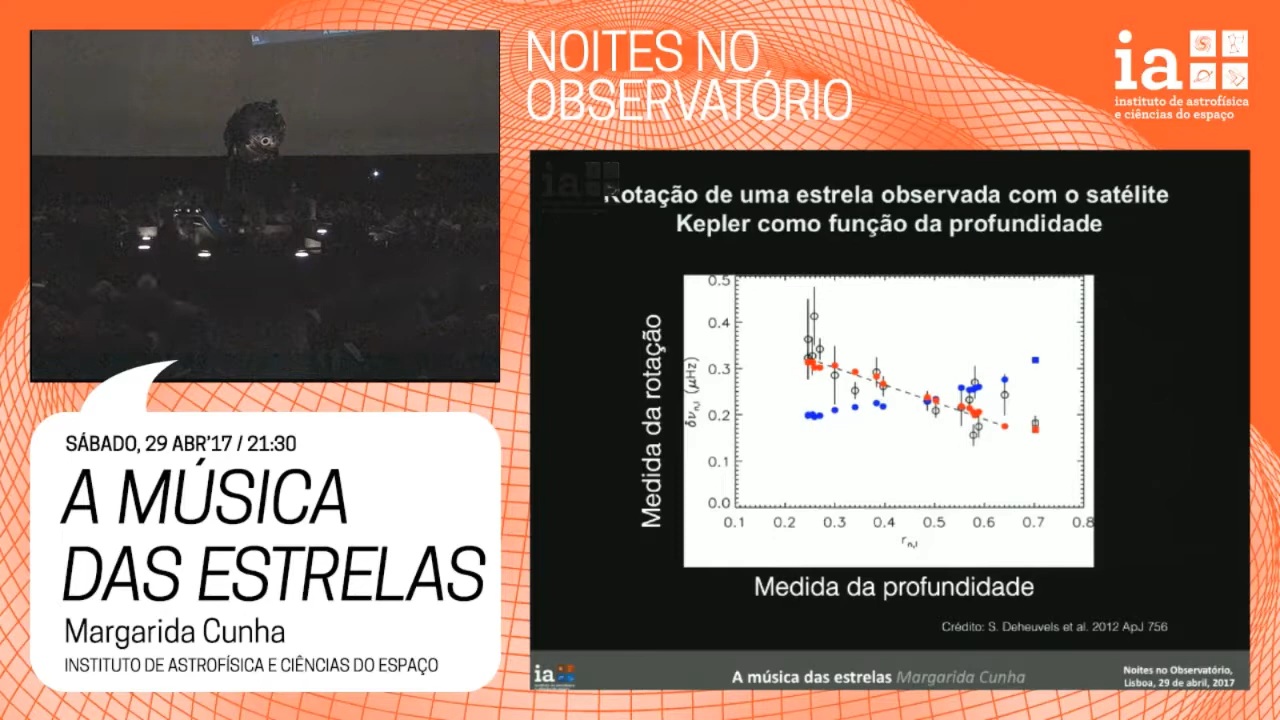 NOITES NO
OBSERVATÓRIO
ia
instituto de astrofísica
e ciências do espaço
SÁBADO, 29 ABR'17 / 21:30
A MÚSICA
DAS ESTRELAS
Margarida Cunha
INSTITUTO DE ASTROFÍSICA E CIÊNCIAS DO ESPAÇO
ia
Rotação de uma estrela observada com o satélite
Kepler como função da profundidade
Medida da rotação
δν n,l (μHz)
0.5
0.4
0.3
0.2
0.1
0.0
0.1 0.2 0.3 0.4 0.5 0.6 0.7 0.8
r n,l
Medida da profundidade
Crédito: S. Deheuvels et al. 2012 ApJ 756
ia
A música das estrelas Margarida Cunha
Noites no Observatório,
Lisboa, 29 de abril, 2017